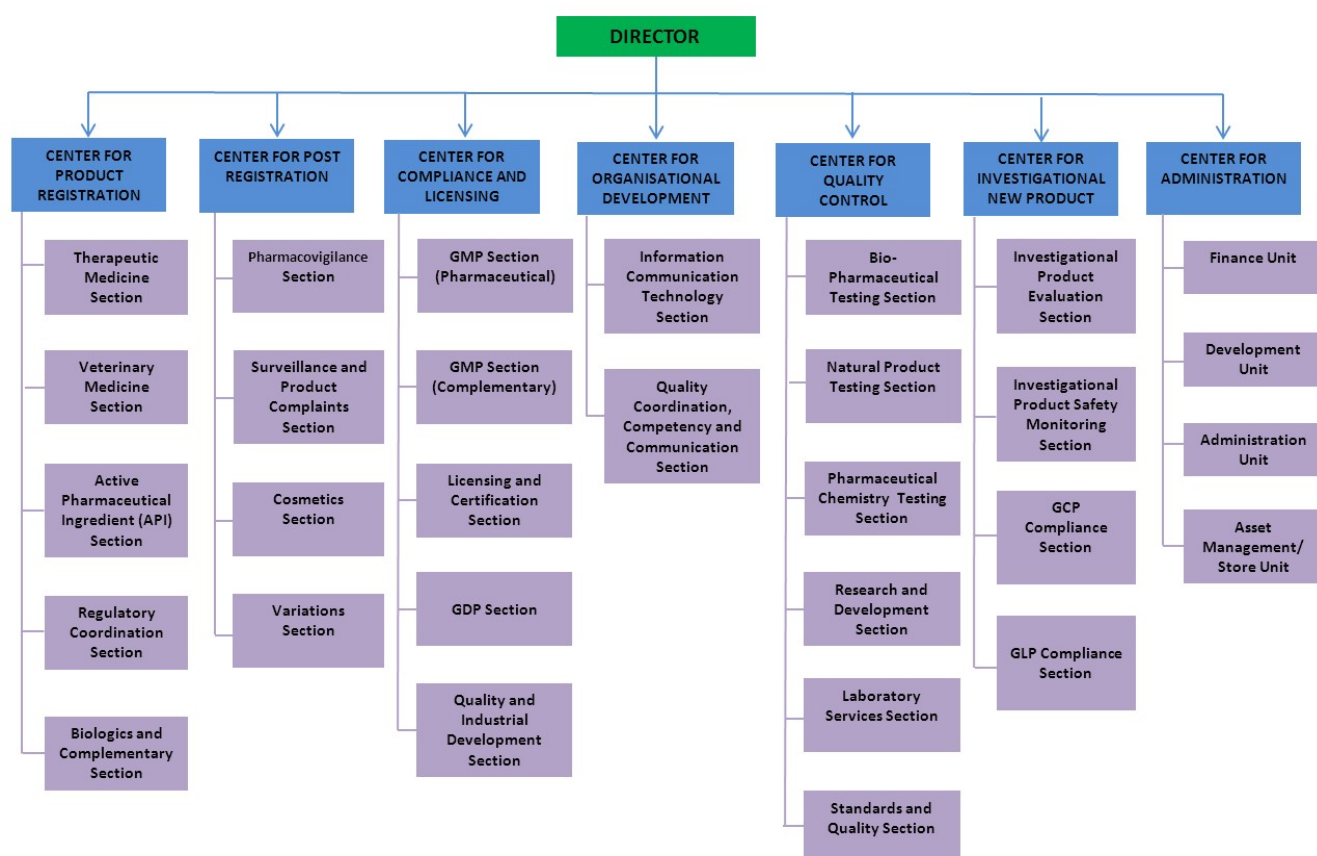 DIRECTOR
CENTER FOR
PRODUCT
REGISTRATION
Therapeutic
Medicine
Section
Veterinary
Medicine
Section
Active
Pharmaceutical
Ingredient (API)
Section
Regulatory
Coordination
Section
Biologics and
Complementary
Section
CENTER FOR POST
REGISTRATION
Pharmacovigilance
Section
Surveillance and
Product
Complaints
Section
Cosmetics
Section
Variations
Section
CENTER FOR
COMPLIANCE AND
LICENSING
GMP Section
(Pharmaceutical)
GMP Section
(Complementary)
Licensing and
Certification
Section
GDP Section
Quality and
Industrial
Development
Section
CENTER FOR
ORGANISATIONAL
DEVELOPMENT
Information
Communication
Technology
Section
Quality
Coordination,
Competency and
Communication
Section
CENTER FOR
QUALITY
CONTROL
Bio-
Pharmaceutical
Testing Section
Natural Product
Testing Section
Pharmaceutical
Chemistry Testing
Section
Research and
Development
Section
Laboratory
Services Section
Standards and
Quality Section
CENTER FOR
INVESTIGATIONAL
NEW PRODUCT
Investigational
Product
Evaluation
Section
Investigational
Product Safety
Monitoring
Section
GCP
Compliance
Section
GLP Compliance
Section
CENTER FOR
ADMINISTRATION
Finance Unit
Development
Unit
Administration
Unit
Asset
Management/
Store Unit